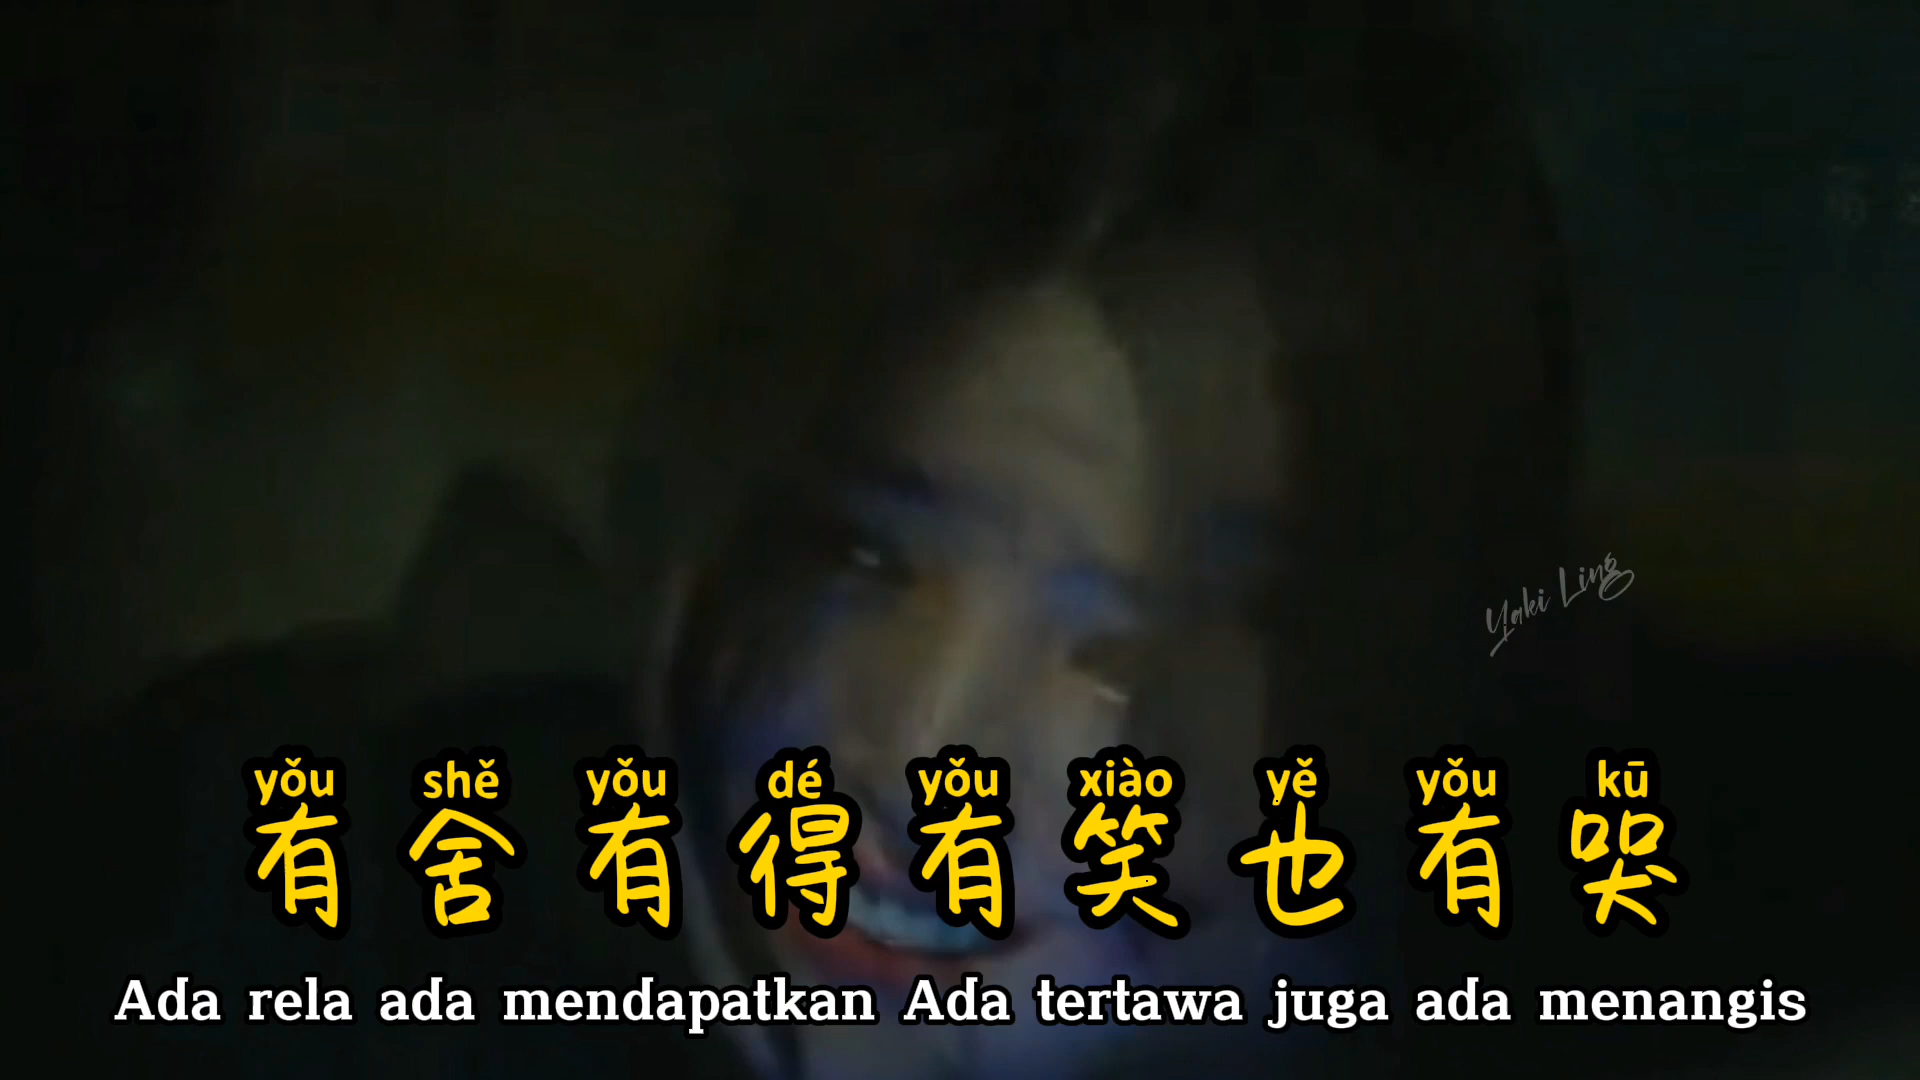 Yaki Ling
yǒu shě yǒu dé yǒu xiào yě yǒu kū
有舍有得有笑也有哭
Ada rela ada mendapatkan Ada tertawa juga ada menangis